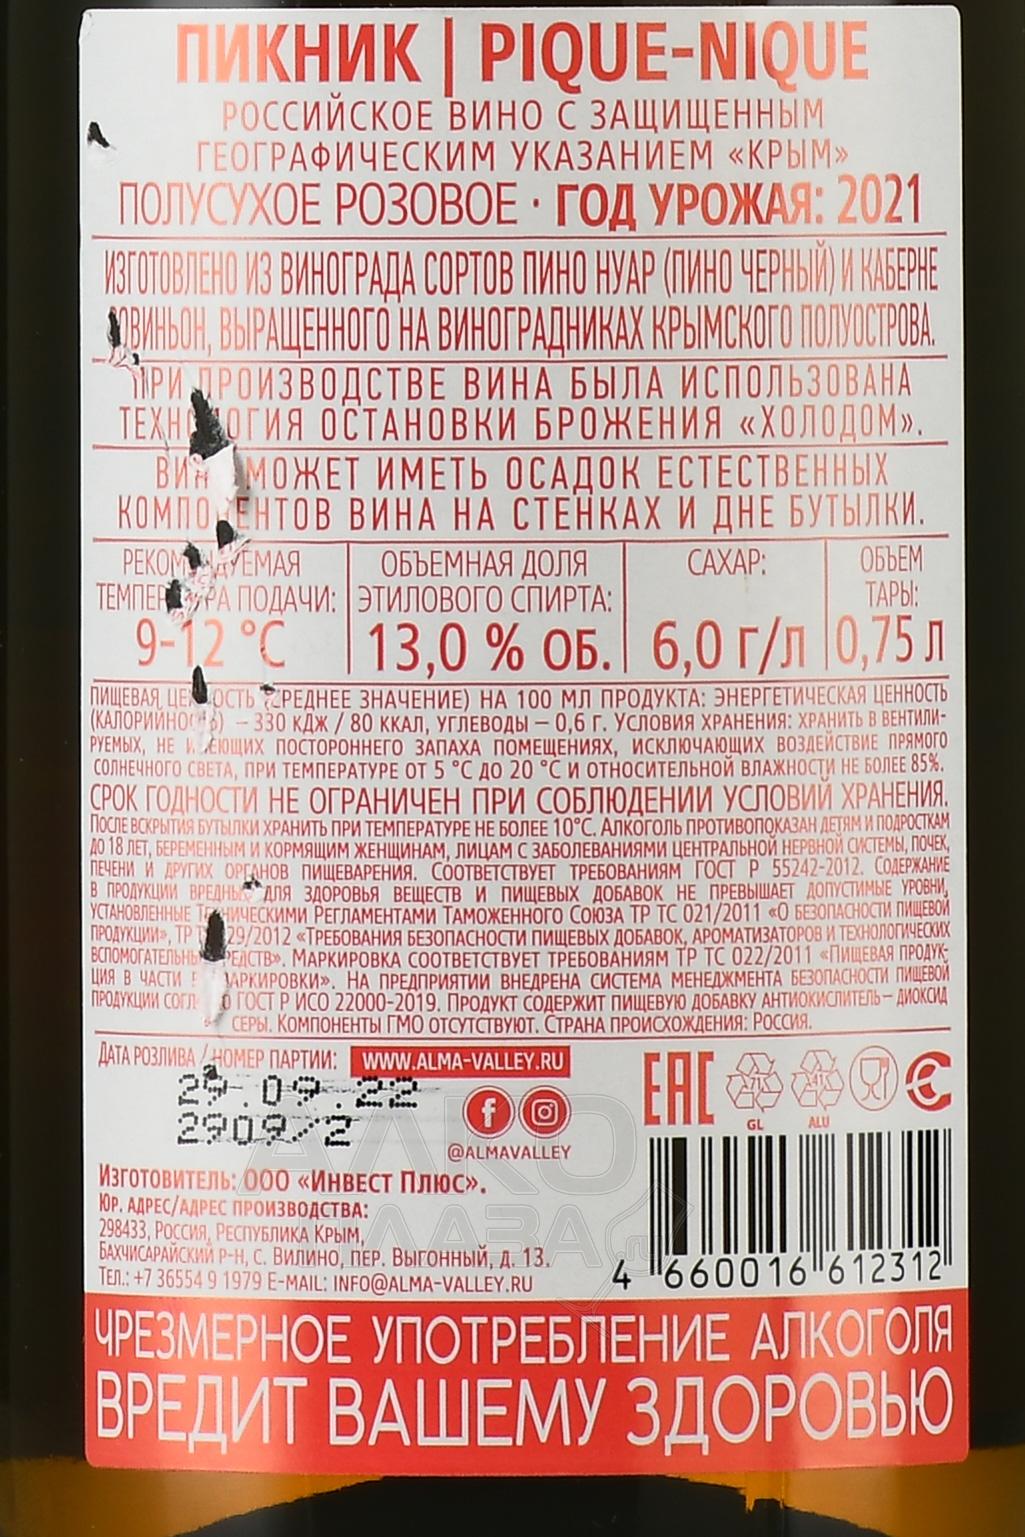 ПИКНИК | PIQUE-NIQUE
РОССИЙСКОЕ ВИНО С ЗАЩИЩЕННЫМ
ГЕОГРАФИЧЕСКИМ УКАЗАНИЕМ «КРЫМ»
ПОЛУСУХОЕ РОЗОВОЕ · ГОД УРОЖАЯ: 2021
ИЗГОТОВЛЕНО ИЗ ВИНОГРАДА СОРТОВ ПИНО НУАР (ПИНО ЧЕРНЫЙ) И КАБЕРНЕ
СОВИНЬОН, ВЫРАЩЕННОГО НА ВИНОГРАДНИКАХ КРЫМСКОГО ПОЛУОСТРОВА.
ПРИ ПРОИЗВОДСТВЕ ВИНА БЫЛА ИСПОЛЬЗОВАНА
ТЕХНОЛОГИЯ ОСТАНОВКИ БРОЖЕНИЯ «ХОЛОДОМ».
ВИНО МОЖЕТ ИМЕТЬ ОСАДОК ЕСТЕСТВЕННЫХ
КОМПОНЕНТОВ ВИНА НА СТЕНКАХ И ДНЕ БУТЫЛКИ.
РЕКОМЕНДУЕМАЯ
ТЕМПЕРАТУРА ПОДАЧИ:
9-12 °C
ОБЪЕМНАЯ ДОЛЯ
ЭТИЛОВОГО СПИРТА:
13,0 % ОБ.
САХАР:
6,0 г/л
ОБЪЕМ
ТАРЫ:
0,75 Л
ПИЩЕВАЯ ЦЕННОСТЬ (СРЕДНЕЕ ЗНАЧЕНИЕ) НА 100 МЛ ПРОДУКТА: ЭНЕРГЕТИЧЕСКАЯ ЦЕННОСТЬ
(КАЛОРИЙНОСТЬ) – 330 КДЖ / 80 ККАЛ, УГЛЕВОДЫ – 0,6 Г. УСЛОВИЯ ХРАНЕНИЯ: ХРАНИТЬ В ВЕНТИЛИ-
РУЕМЫХ, НЕ ИМЕЮЩИХ ПОСТОРОННЕГО ЗАПАХА ПОМЕЩЕНИЯХ, ИСКЛЮЧАЮЩИХ ВОЗДЕЙСТВИЕ ПРЯМОГО
СОЛНЕЧНОГО СВЕТА, ПРИ ТЕМПЕРАТУРЕ ОТ 5 °C ДО 20 °C И ОТНОСИТЕЛЬНОЙ ВЛАЖНОСТИ НЕ БОЛЕЕ 85%.
СРОК ГОДНОСТИ НЕ ОГРАНИЧЕН ПРИ СОБЛЮДЕНИИ УСЛОВИЙ ХРАНЕНИЯ.
ПОСЛЕ ВСКРЫТИЯ БУТЫЛКИ ХРАНИТЬ ПРИ ТЕМПЕРАТУРЕ НЕ БОЛЕЕ 10°C. АЛКОГОЛЬ ПРОТИВОПОКАЗАН ДЕТЯМ И ПОДРОСТКАМ
ДО 18 ЛЕТ, БЕРЕМЕННЫМ И КОРМЯЩИМ ЖЕНЩИНАМ, ЛИЦАМ С ЗАБОЛЕВАНИЯМИ ЦЕНТРАЛЬНОЙ НЕРВНОЙ СИСТЕМЫ, ПОЧЕК,
ПЕЧЕНИ И ДРУГИХ ОРГАНОВ ПИЩЕВАРЕНИЯ. СООТВЕТСТВУЕТ ТРЕБОВАНИЯМ ГОСТ Р 55242-2012. СОДЕРЖАНИЕ
В ПРОДУКЦИИ ВРЕДНЫХ ДЛЯ ЗДОРОВЬЯ ВЕЩЕСТВ И ПИЩЕВЫХ ДОБАВОК НЕ ПРЕВЫШАЕТ ДОПУСТИМЫЕ УРОВНИ,
УСТАНОВЛЕННЫЕ ТЕХНИЧЕСКИМИ РЕГЛАМЕНТАМИ ТАМОЖЕННОГО СОЮЗА ТР ТС 021/2011 «О БЕЗОПАСНОСТИ ПИЩЕВОЙ
ПРОДУКЦИИ», ТР ТС 029/2012 «ТРЕБОВАНИЯ БЕЗОПАСНОСТИ ПИЩЕВЫХ ДОБАВОК, АРОМАТИЗАТОРОВ И ТЕХНОЛОГИЧЕСКИХ
ВСПОМОГАТЕЛЬНЫХ СРЕДСТВ». МАРКИРОВКА СООТВЕТСТВУЕТ ТРЕБОВАНИЯМ ТР ТС 022/2011 «ПИЩЕВАЯ ПРОДУК-
ЦИЯ В ЧАСТИ ЕЕ МАРКИРОВКИ». НА ПРЕДПРИЯТИИ ВНЕДРЕНА СИСТЕМА МЕНЕДЖМЕНТА БЕЗОПАСНОСТИ ПИЩЕВОЙ
ПРОДУКЦИИ СОГЛАСНО ГОСТ Р ИСО 22000-2019. ПРОДУКТ СОДЕРЖИТ ПИЩЕВУЮ ДОБАВКУ АНТИОКИСЛИТЕЛЬ – ДИОКСИД
СЕРЫ. КОМПОНЕНТЫ ГМО ОТСУТСТВУЮТ. СТРАНА ПРОИСХОЖДЕНИЯ: РОССИЯ.
ДАТА РОЗЛИВА / НОМЕР ПАРТИИ:
29.09.22
2909/2
WWW.ALMA-VALLEY.RU
@ALMAVALLEY
EAC
71
GL
41
ALU
ИЗГОТОВИТЕЛЬ: ООО «ИНВЕСТ ПЛЮС».
ЮР. АДРЕС/АДРЕС ПРОИЗВОДСТВА:
298433, РОССИЯ, РЕСПУБЛИКА КРЫМ,
БАХЧИСАРАЙСКИЙ Р-Н, С. ВИЛИНО, ПЕР. ВЫГОННЫЙ, Д. 13.
ТЕЛ.: +7 36554 9 1979 E-MAIL: INFO@ALMA-VALLEY.RU
4 660016 612312
АЛКО
ПЛАЗА.ru
ЧРЕЗМЕРНОЕ УПОТРЕБЛЕНИЕ АЛКОГОЛЯ
ВРЕДИТ ВАШЕМУ ЗДОРОВЬЮ